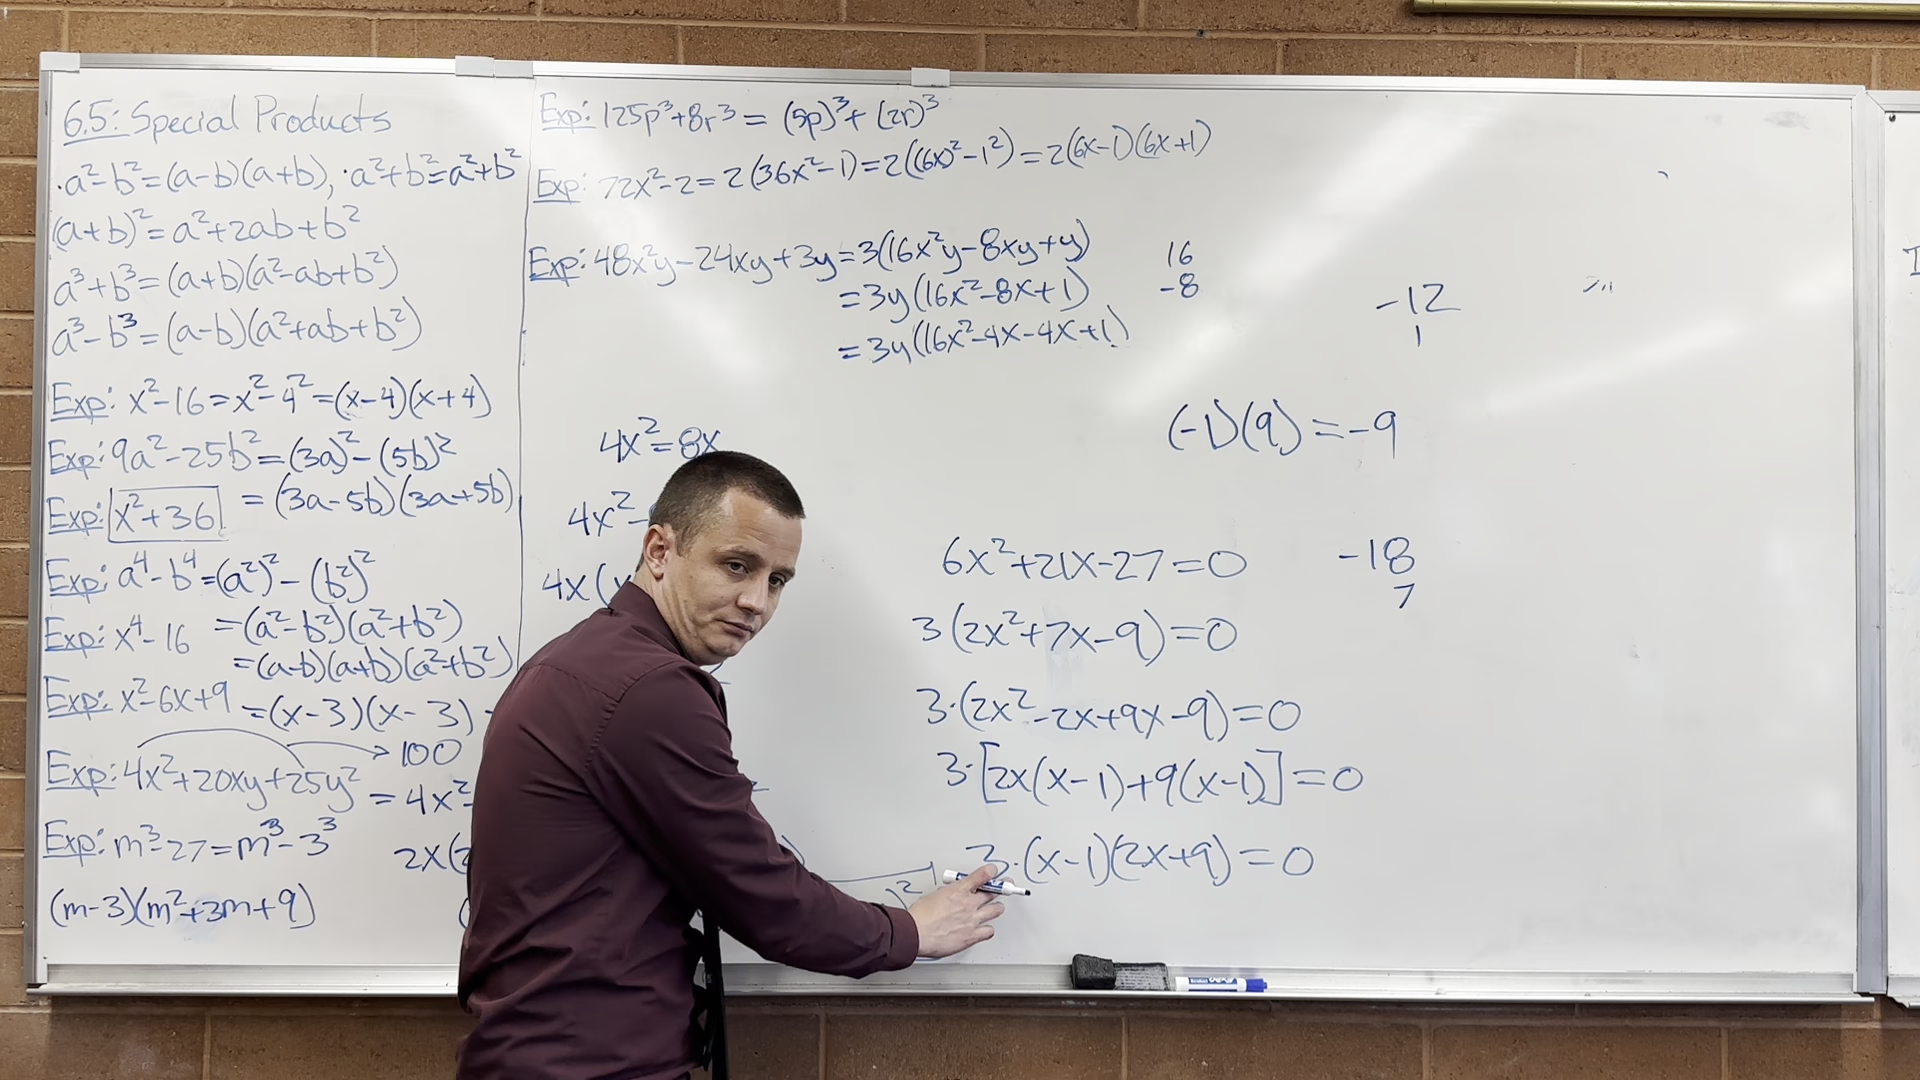 6.5: Special Products
· a²-b²=(a-b)(a+b), · a²+b²=a²+b²
(a+b)²=a²+2ab+b²
a³+b³=(a+b)(a²-ab+b²)
a³-b³=(a-b)(a²+ab+b²)
Exp: x²-16=x²-4²=(x-4)(x+4)
Exp: 9a²-25b²=(3a)²-(5b)²
=(3a-5b)(3a+5b)
Exp: x²+36
Exp: a⁴-b⁴=(a²)²-(b²)²
=(a²-b²)(a²+b²)
Exp: x⁴-16
=(a-b)(a+b)(a²+b²)
Exp: x²-6x+9=(x-3)(x-3)
100
Exp: 4x²+20xy+25y²=4x²
Exp: m³-27=m³-3³
2x(
(m-3)(m²+3m+9)
Exp: 125p³+8r³=(5p)³+(2r)³
Exp: 72x²-2=2(36x²-1)=2((6x)²-1²)=2(6x-1)(6x+1)
Exp: 48x²y-24xy+3y=3(16x²y-8xy+y)
=3y(16x²-8x+1)
=3y(16x²-4x-4x+1)
16
-8
-12
1
4x²=8x
4x²-
4x(
(-1)(9)=-9
6x²+21x-27=0
-18
7
3(2x²+7x-9)=0
3·(2x²-2x+9x-9)=0
3·[2x(x-1)+9(x-1)]=0
3·(x-1)(2x+9)=0